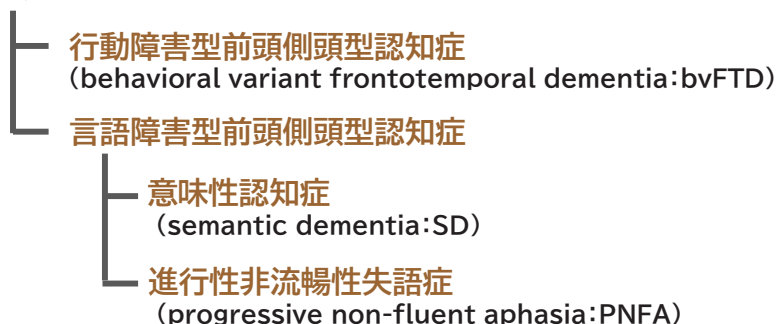 行動障害型前頭側頭型認知症
(behavioral variant frontotemporal dementia:bvFTD)
言語障害型前頭側頭型認知症
意味性認知症
(semantic dementia:SD)
進行性非流暢性失語症
(progressive non-fluent aphasia:PNFA)